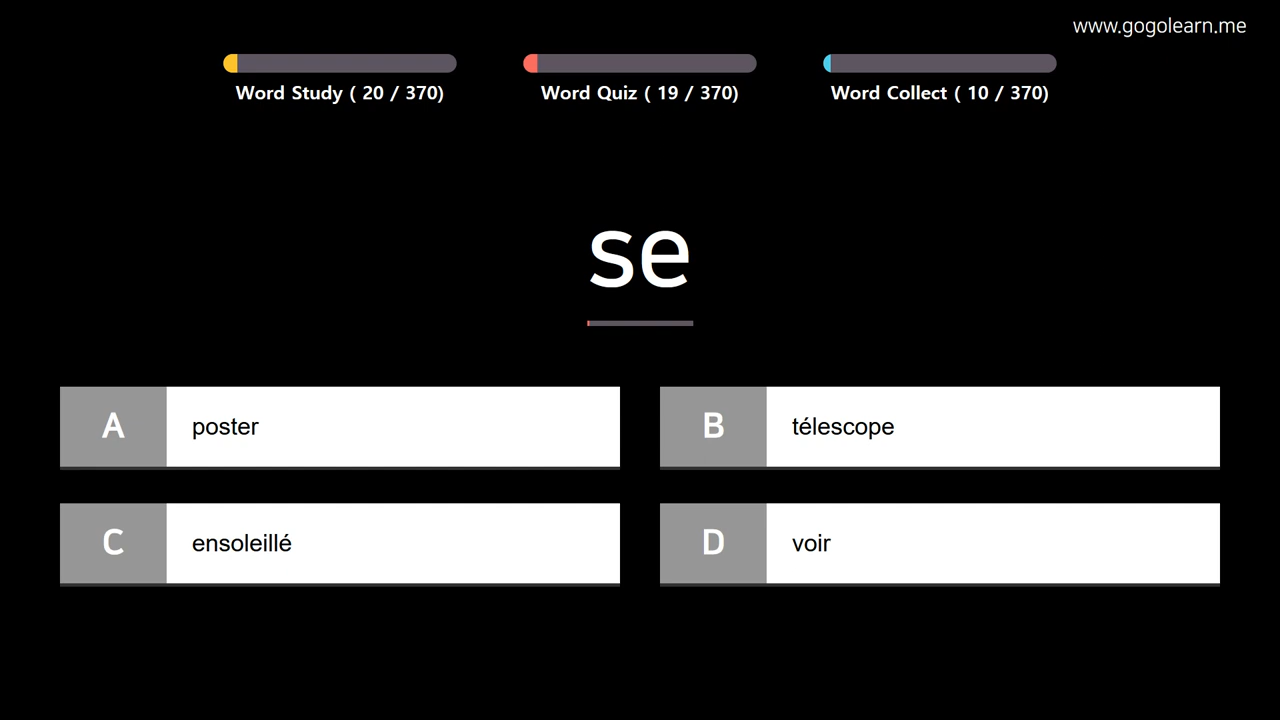 www.gogolearn.me
Word Study ( 20 / 370)
Word Quiz ( 19 / 370)
Word Collect ( 10 / 370)
se
A
poster
B
télescope
C
ensoleillé
D
voir